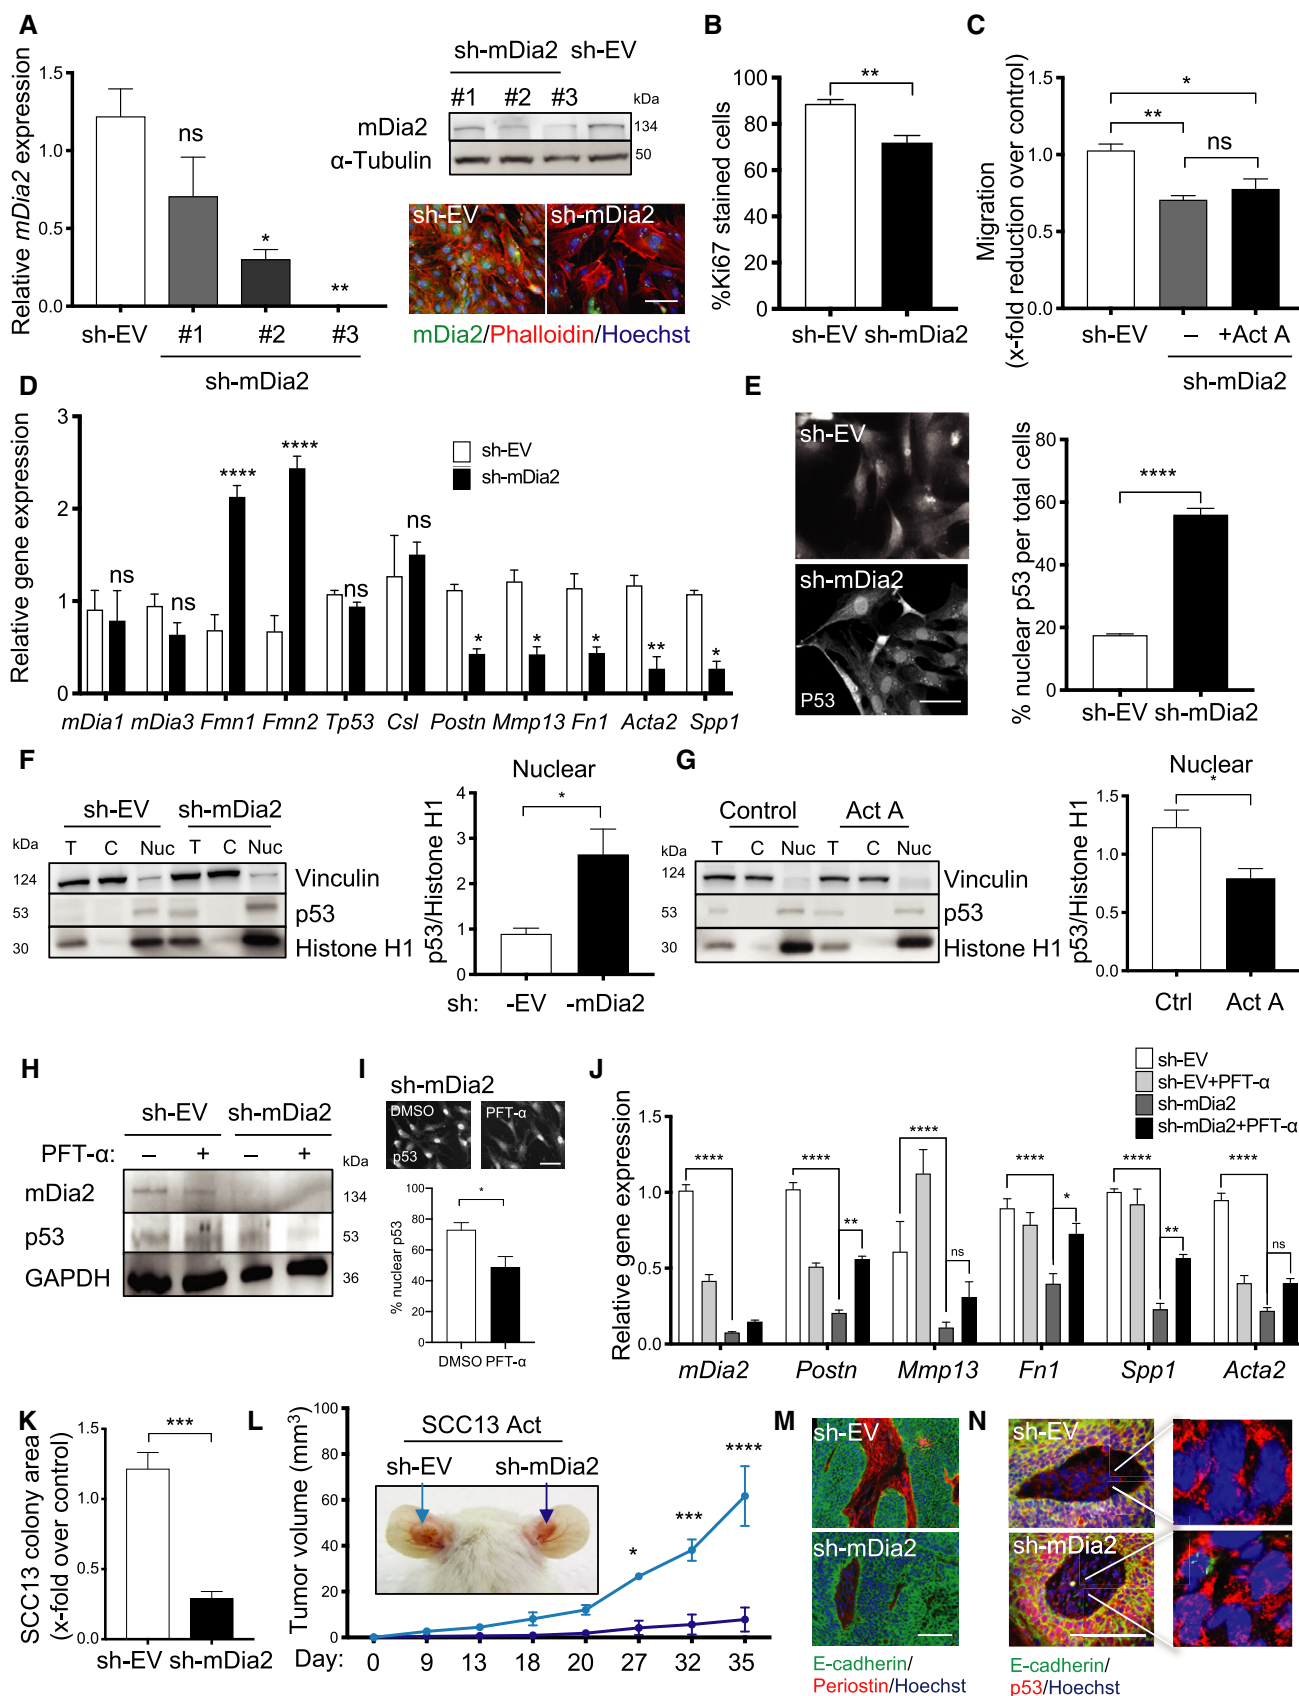 A
Relative mDia2 expression
1.5
1.0
0.5
0.0
ns
*
**
sh-EV
#1
#2
#3
sh-mDia2
sh-mDia2 sh-EV
#1 #2 #3
kDa
mDia2
134
α-Tubulin
50
sh-EV
sh-mDia2
mDia2/Phalloidin/Hoechst
B
%Ki67 stained cells
100
80
60
40
20
0
**
sh-EV sh-mDia2
C
Migration
(x-fold reduction over control)
1.5
1.0
0.5
0.0
*
**
ns
sh-EV
– +Act A
sh-mDia2
D
Relative gene expression
3
2
1
0
sh-EV
sh-mDia2
ns
ns
****
****
ns
ns
*
*
*
**
*
mDia1 mDia3 Fmn1 Fmn2 Tp53 Csl Postn Mmp13 Fn1 Acta2 Spp1
E
sh-EV
sh-mDia2
P53
% nuclear p53 per total cells
80
60
40
20
0
****
sh-EV sh-mDia2
F
sh-EV sh-mDia2
kDa
T C Nuc T C Nuc
124
Vinculin
53
p53
30
Histone H1
Nuclear
p53/Histone H1
4
3
2
1
0
*
sh: -EV -mDia2
G
Control Act A
kDa
T C Nuc T C Nuc
124
Vinculin
53
p53
30
Histone H1
Nuclear
p53/Histone H1
1.5
1.0
0.5
0.0
*
Ctrl Act A
H
sh-EV sh-mDia2
PFT-α: – + – +
kDa
mDia2
134
p53
53
GAPDH
36
I
sh-mDia2
DMSO
p53
PFT-α
% nuclear p53
100
80
60
40
20
0
*
DMSO PFT-α
J
sh-EV
sh-EV+PFT-α
sh-mDia2
sh-mDia2+PFT-α
Relative gene expression
1.0
0.5
0.0
****
****
**
****
ns
****
*
****
**
****
ns
mDia2 Postn Mmp13 Fn1 Spp1 Acta2
K
SCC13 colony area
(x-fold over control)
1.5
1.0
0.5
0.0
***
sh-EV
sh-mDia2
L
Tumor volume (mm³)
100
80
60
40
20
0
SCC13 Act
sh-EV sh-mDia2
*
***
****
Day: 0 9 13 18 20 27 32 35
M
sh-EV
sh-mDia2
E-cadherin/
Periostin/Hoechst
N
sh-EV
sh-mDia2
E-cadherin/
p53/Hoechst